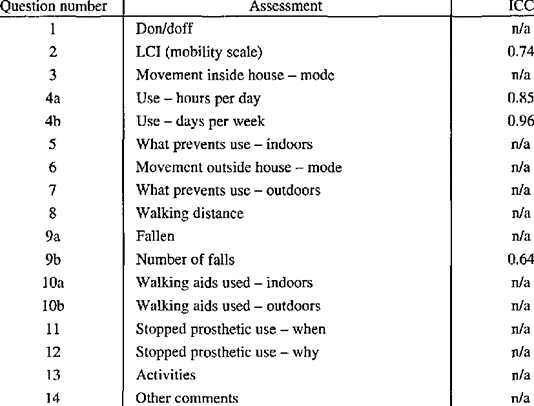 Question number Assessment ICC
1 Don/doff n/a
2 LCI (mobility scale) 0.74
3 Movement inside house – mode n/a
4a Use – hours per day 0.85
4b Use – days per week 0.96
5 What prevents use – indoors n/a
6 Movement outside house – mode n/a
7 What prevents use – outdoors n/a
8 Walking distance n/a
9a Fallen n/a
9b Number of falls 0.64
10a Walking aids used – indoors n/a
10b Walking aids used – outdoors n/a
11 Stopped prosthetic use – when n/a
12 Stopped prosthetic use – why n/a
13 Activities n/a
14 Other comments n/a